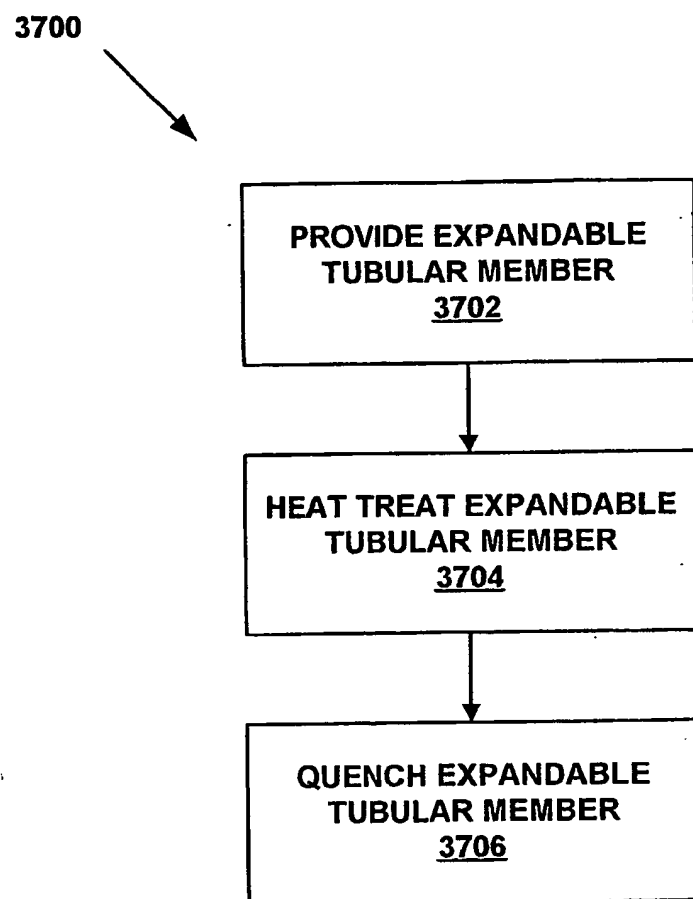 3700
PROVIDE EXPANDABLE
TUBULAR MEMBER
3702
HEAT TREAT EXPANDABLE
TUBULAR MEMBER
3704
QUENCH EXPANDABLE
TUBULAR MEMBER
3706